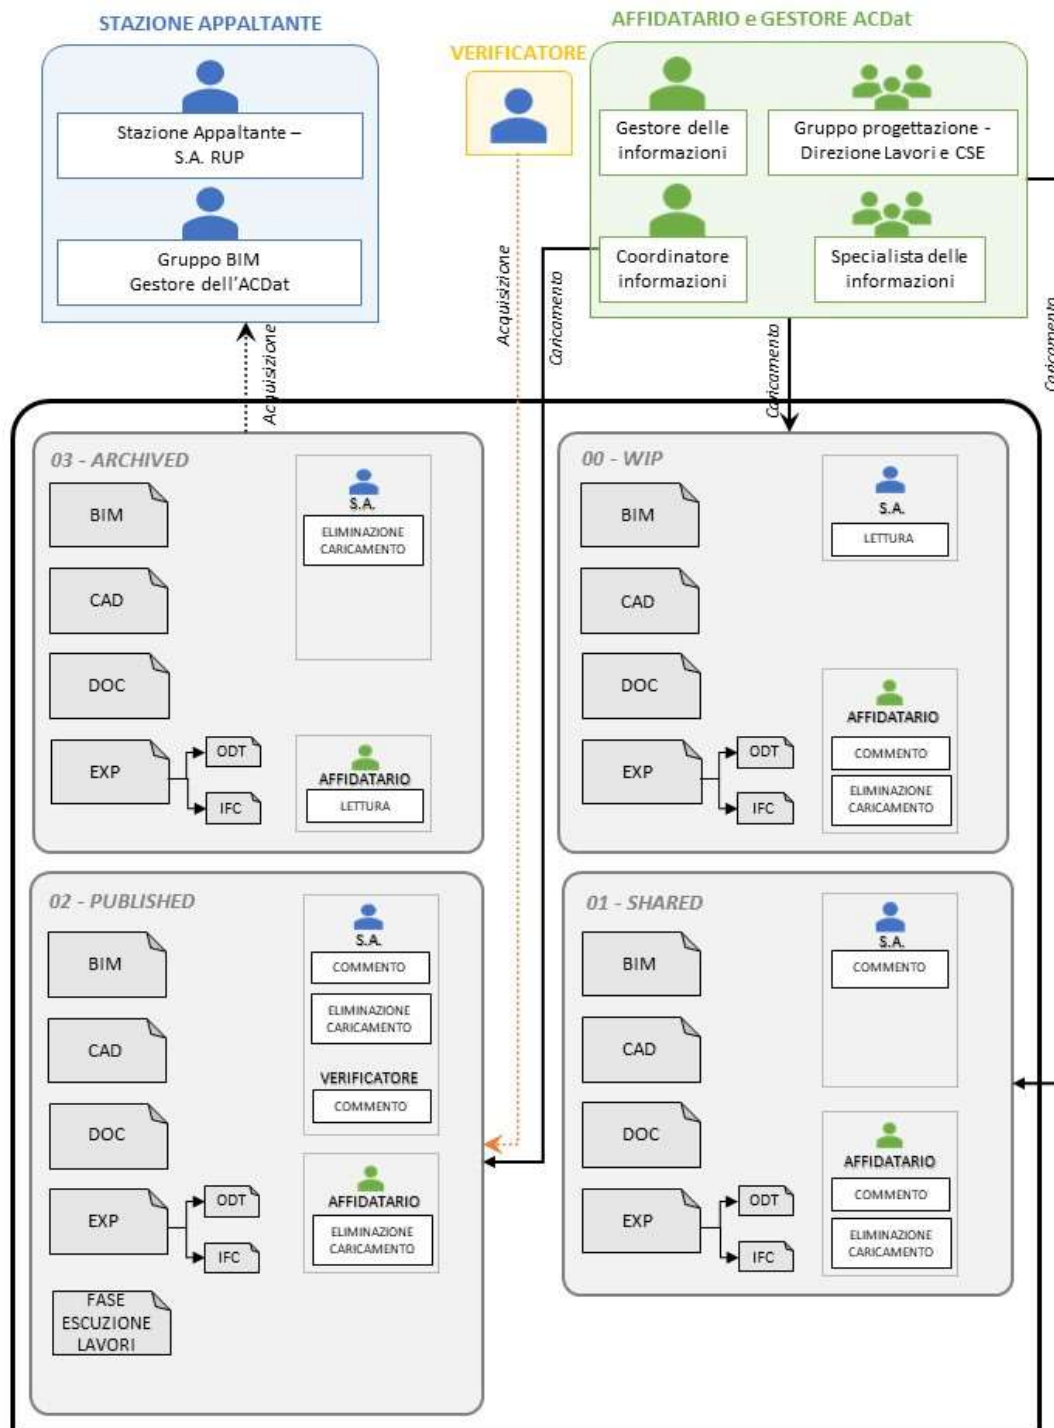 STAZIONE APPALTANTE
Stazione Appaltante –
S.A. RUP
Gruppo BIM
Gestore dell'ACDat
VERIFICATORE
AFFIDATARIO e GESTORE ACDat
Gestore delle
informazioni
Gruppo progettazione -
Direzione Lavori e CSE
Coordinatore
informazioni
Specialista delle
informazioni
Acquisizione
Acquisizione
Caricamento
Caricamento
Caricamento
03 - ARCHIVED
BIM
CAD
DOC
EXP
ODT
IFC
S.A.
ELIMINAZIONE
CARICAMENTO
AFFIDATARIO
LETTURA
00 - WIP
BIM
CAD
DOC
EXP
ODT
IFC
S.A.
LETTURA
AFFIDATARIO
COMMENTO
ELIMINAZIONE
CARICAMENTO
02 - PUBLISHED
BIM
CAD
DOC
EXP
ODT
IFC
FASE
ESCUZIONE
LAVORI
S.A.
COMMENTO
ELIMINAZIONE
CARICAMENTO
VERIFICATORE
COMMENTO
AFFIDATARIO
ELIMINAZIONE
CARICAMENTO
01 - SHARED
BIM
CAD
DOC
EXP
ODT
IFC
S.A.
COMMENTO
AFFIDATARIO
COMMENTO
ELIMINAZIONE
CARICAMENTO